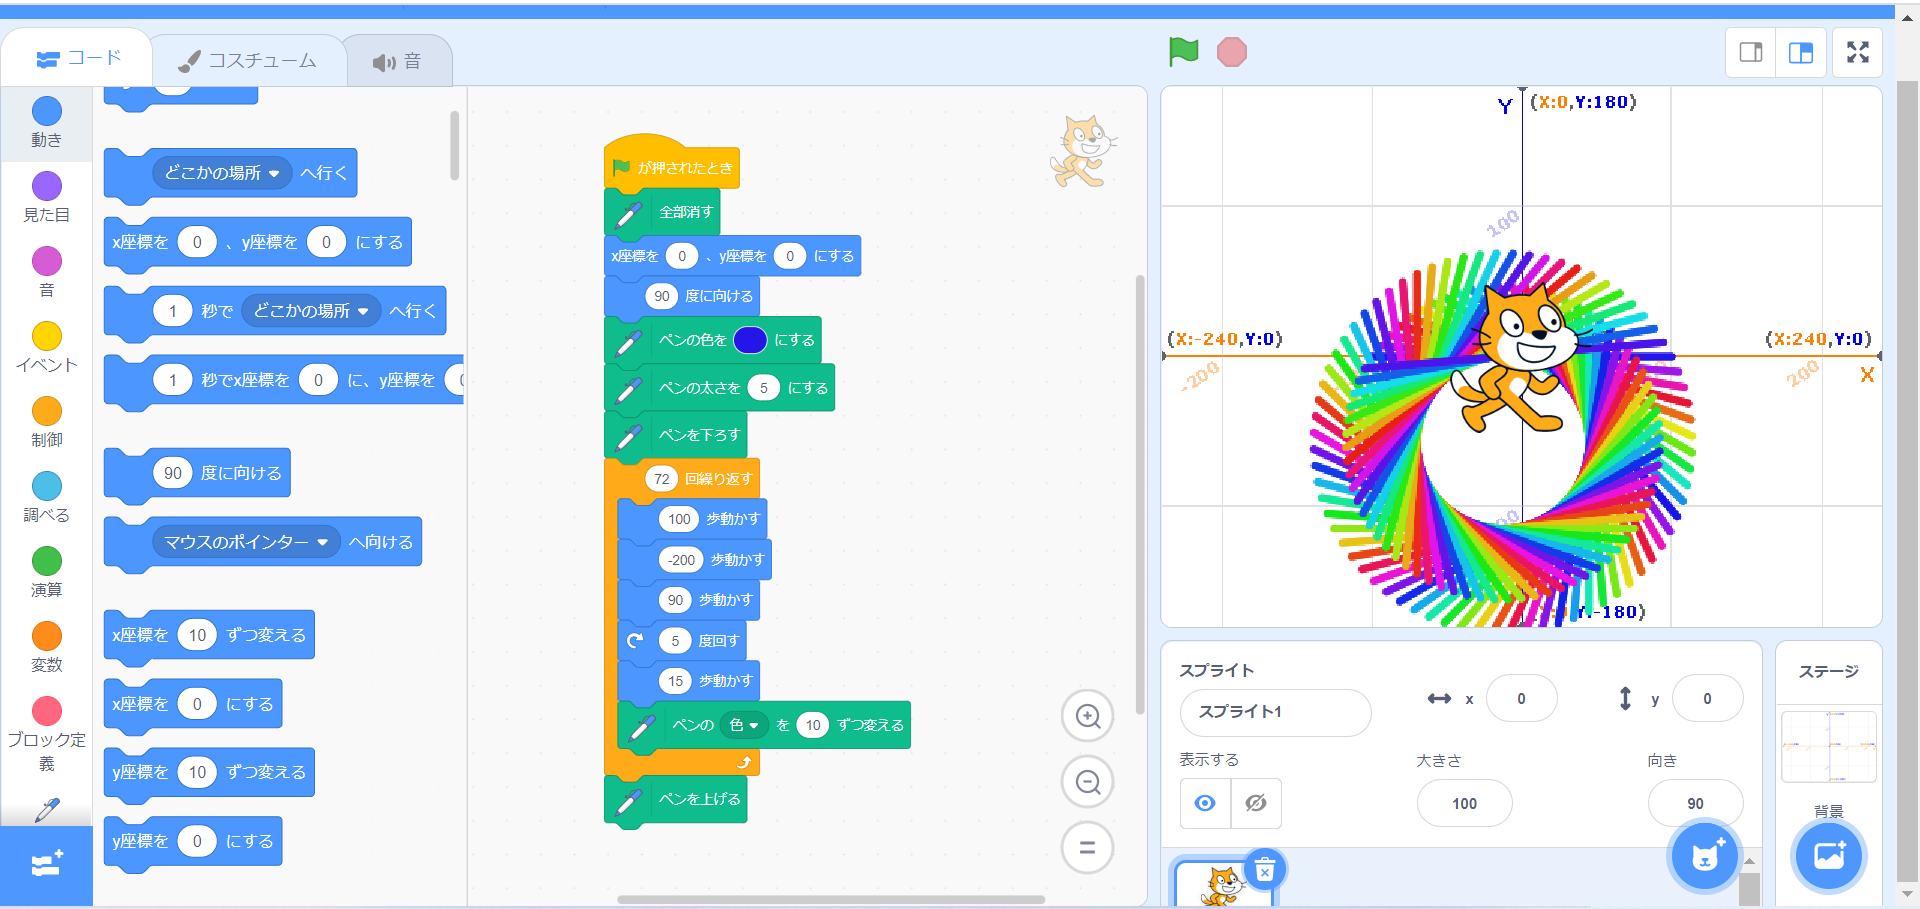 コード
コスチューム
音
動き
見た目
音
イベント
制御
調べる
演算
変数
ブロック定
義
どこかの場所 へ行く
x座標を 0 、y座標を 0 にする
1 秒で どこかの場所 へ行く
1 秒でx座標を 0 に、y座標を
90 度に向ける
マウスのポインター へ向ける
x座標を 10 ずつ変える
x座標を 0 にする
y座標を 10 ずつ変える
y座標を 0 にする
が押されたとき
全部消す
x座標を 0 、y座標を 0 にする
90 度に向ける
ペンの色を にする
ペンの太さを 5 にする
ペンを下ろす
72 回繰り返す
100 歩動かす
-200 歩動かす
90 歩動かす
5 度回す
15 歩動かす
ペンの 色 を 10 ずつ変える
ペンを上げる
Y (X:0,Y:180)
100
(X:-240,Y:0)
(X:240,Y:0)
-200
200
X
Y:-180)
スプライト
スプライト1
x 0
y 0
表示する
大きさ
100
向き
90
ステージ
背景